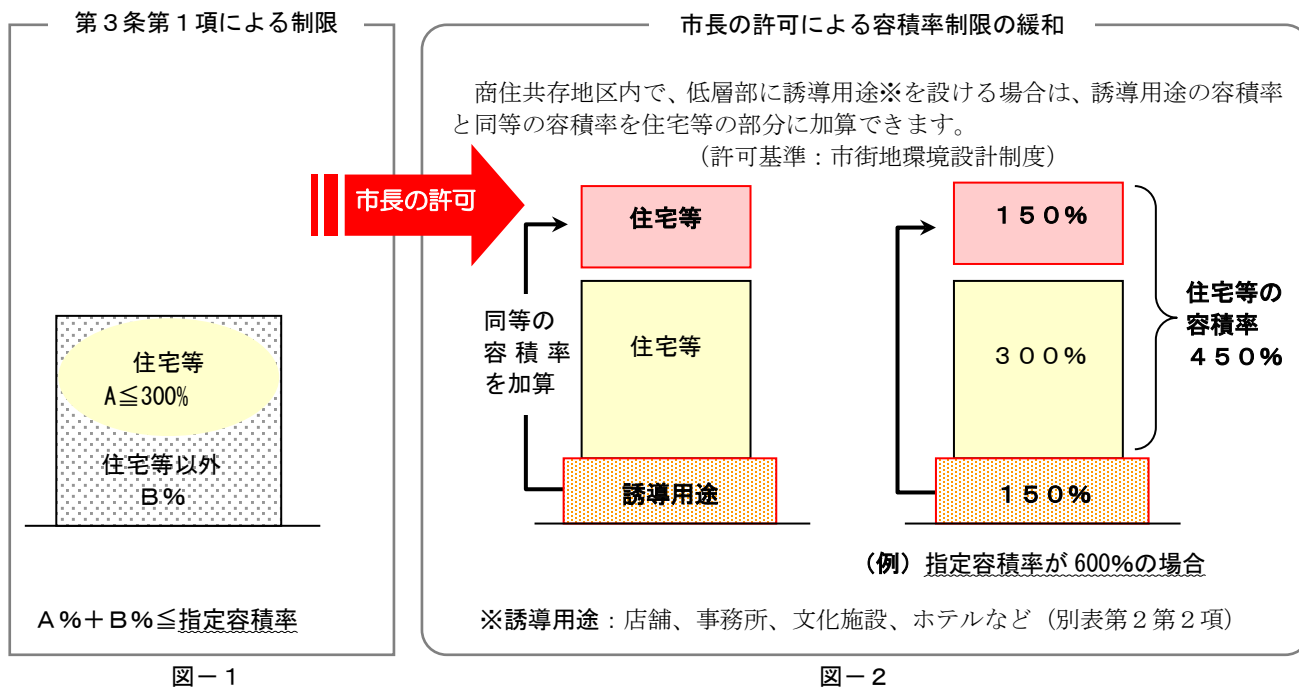 第３条第１項による制限
住宅等
A≦300%
住宅等以外
Ｂ％
Ａ％＋Ｂ％≦指定容積率
図－１
市長の許可
市長の許可による容積率制限の緩和
商住共存地区内で、低層部に誘導用途※を設ける場合は、誘導用途の容積率
と同等の容積率を住宅等の部分に加算できます。
（許可基準：市街地環境設計制度）
住宅等
同等の
容積率
を加算
住宅等
誘導用途
１５０％
３００％
１５０％
住宅等の
容積率
４５０％
（例）指定容積率が600%の場合
※誘導用途：店舗、事務所、文化施設、ホテルなど（別表第２第２項）
図－２